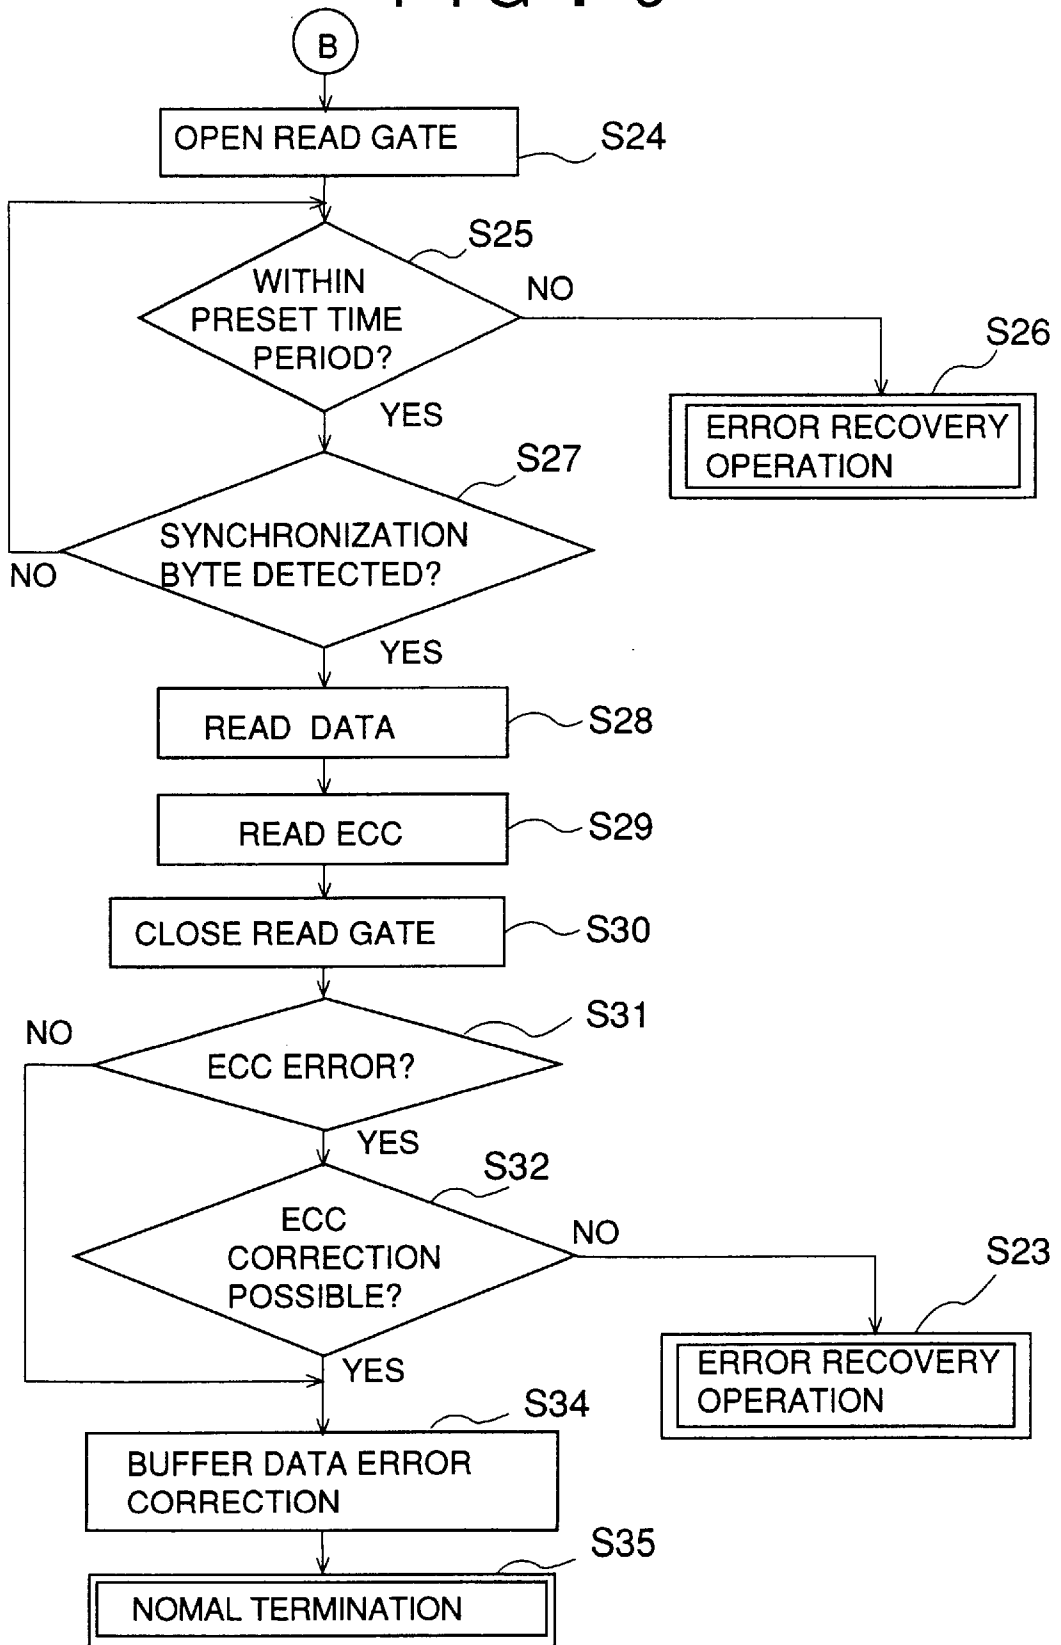 B
OPEN READ GATE
S24
S25
WITHIN
PRESET TIME
PERIOD?
NO
S26
YES
ERROR RECOVERY
OPERATION
S27
SYNCHRONIZATION
BYTE DETECTED?
NO
YES
READ DATA
S28
READ ECC
S29
CLOSE READ GATE
S30
S31
NO
ECC ERROR?
YES
S32
ECC
CORRECTION
POSSIBLE?
NO
S23
YES
ERROR RECOVERY
OPERATION
S34
BUFFER DATA ERROR
CORRECTION
S35
NOMAL TERMINATION